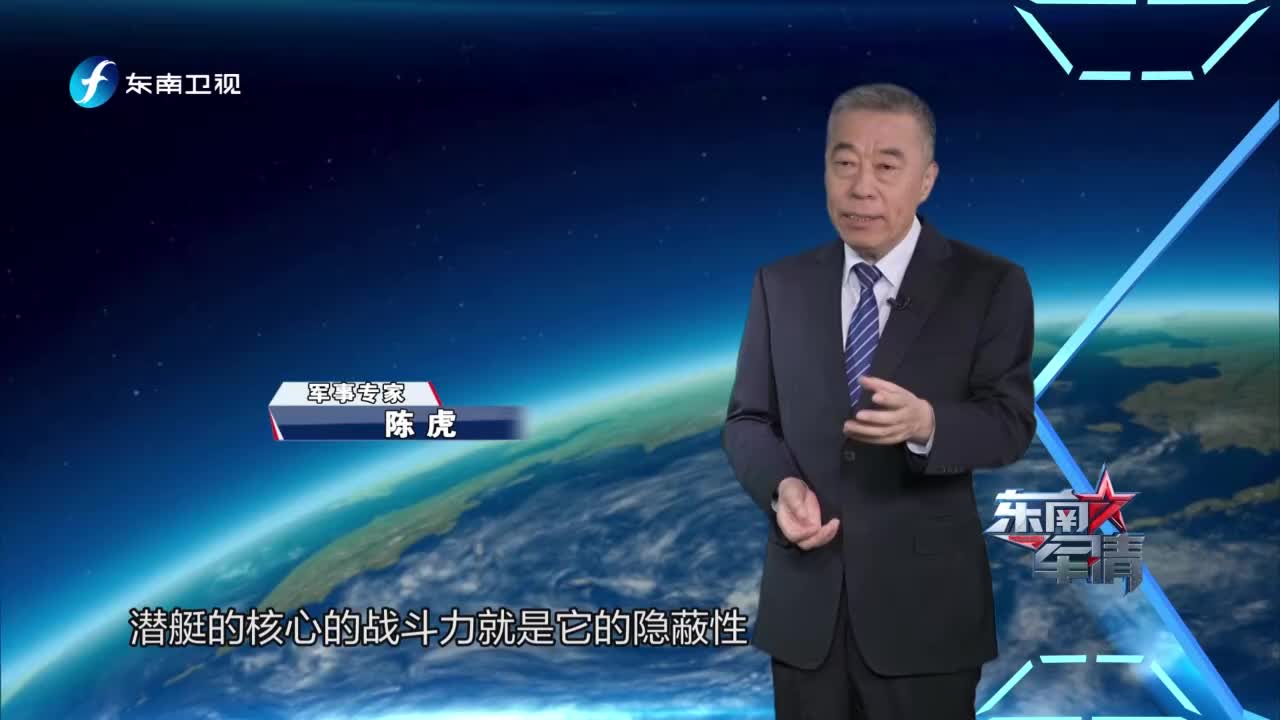 东南卫视
军事专家
陈虎
东南
军情
潜艇的核心的战斗力就是它的隐蔽性